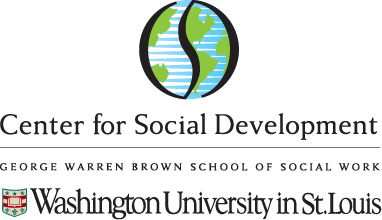 Center for Social Development
GEORGE WARREN BROWN SCHOOL OF SOCIAL WORK
Washington University in St. Louis